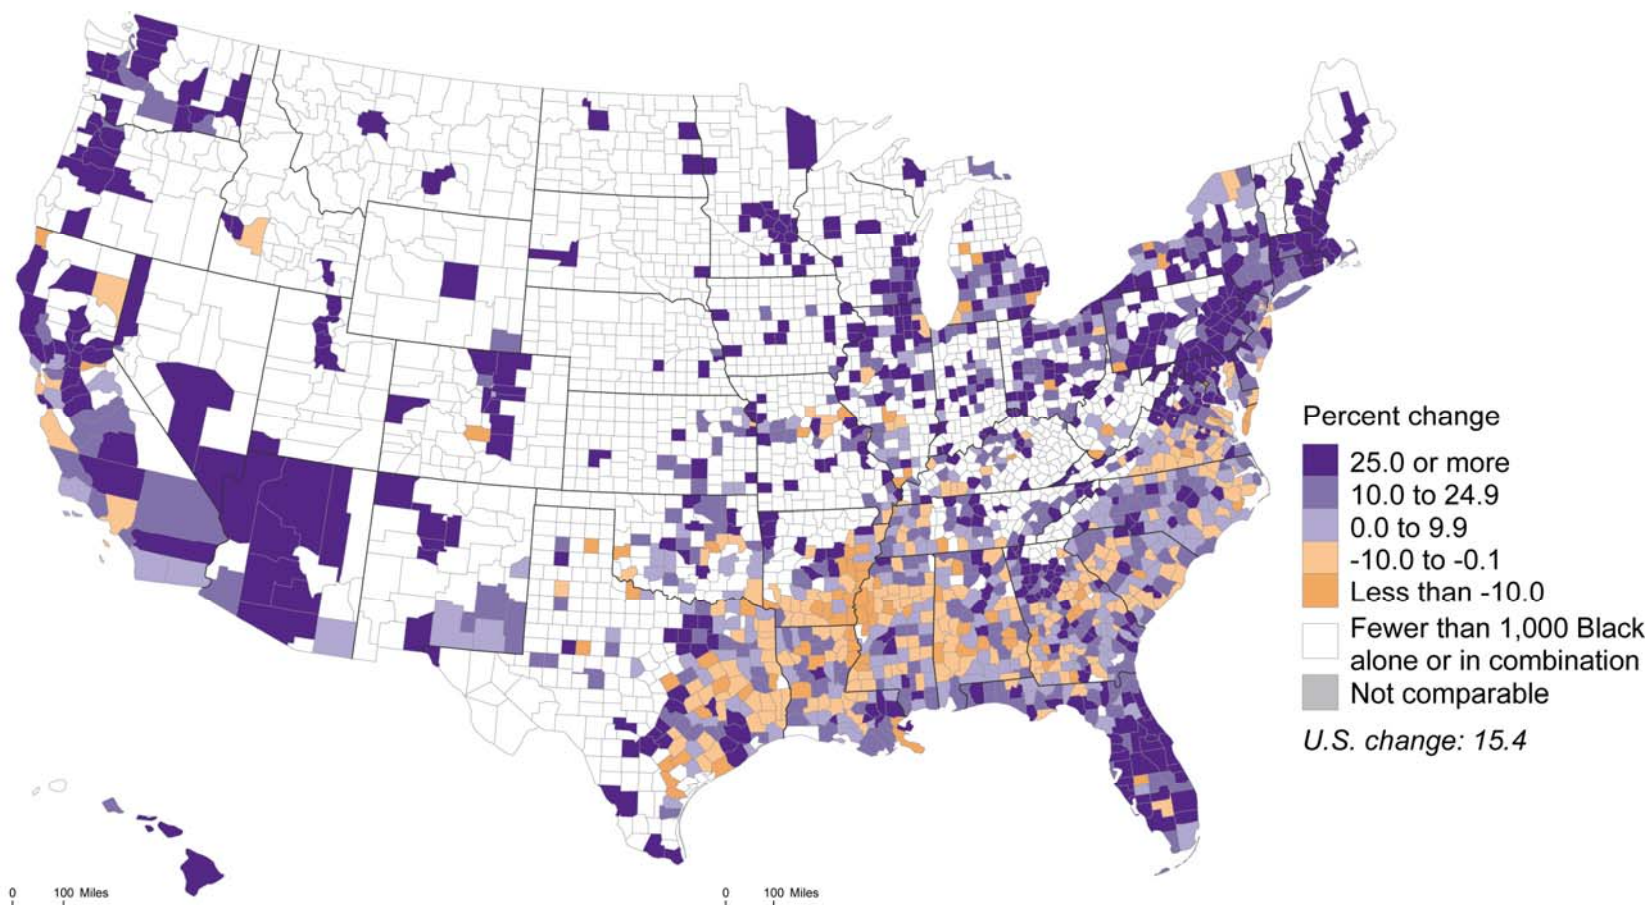 Percent change
25.0 or more
10.0 to 24.9
0.0 to 9.9
-10.0 to -0.1
Less than -10.0
Fewer than 1,000 Black
alone or in combination
Not comparable
U.S. change: 15.4
0 100 Miles
0 100 Miles